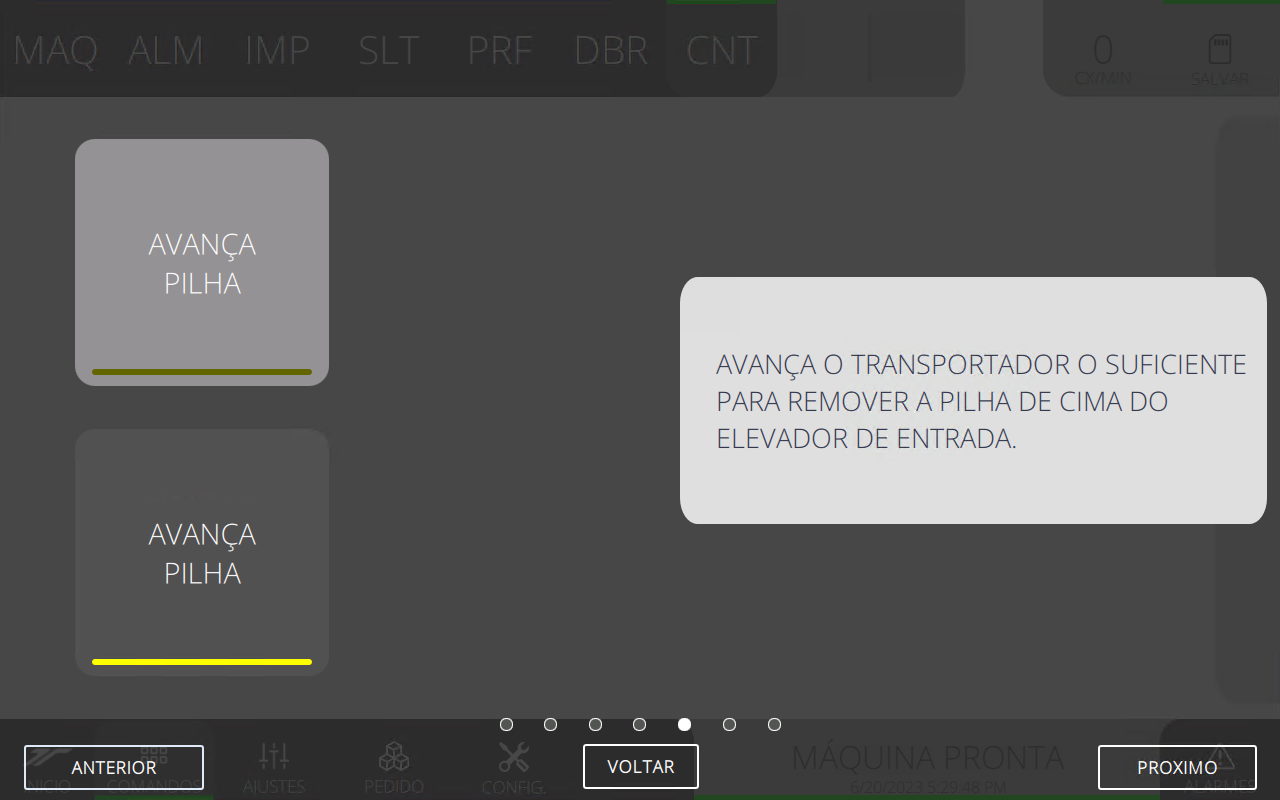 MAQ ALM IMP SLT PRF DBR CNT
0
CX/MIN
SALVAR
AVANÇA
PILHA
AVANÇA O TRANSPORTADOR O SUFICIENTE
PARA REMOVER A PILHA DE CIMA DO
ELEVADOR DE ENTRADA.
AVANÇA
PILHA
ANTERIOR
VOLTAR
PROXIMO
INICIO COMANDOS AJUSTES PEDIDO CONFIG.
MÁQUINA PRONTA
6/20/2023 5:29:48 PM
ALARMES